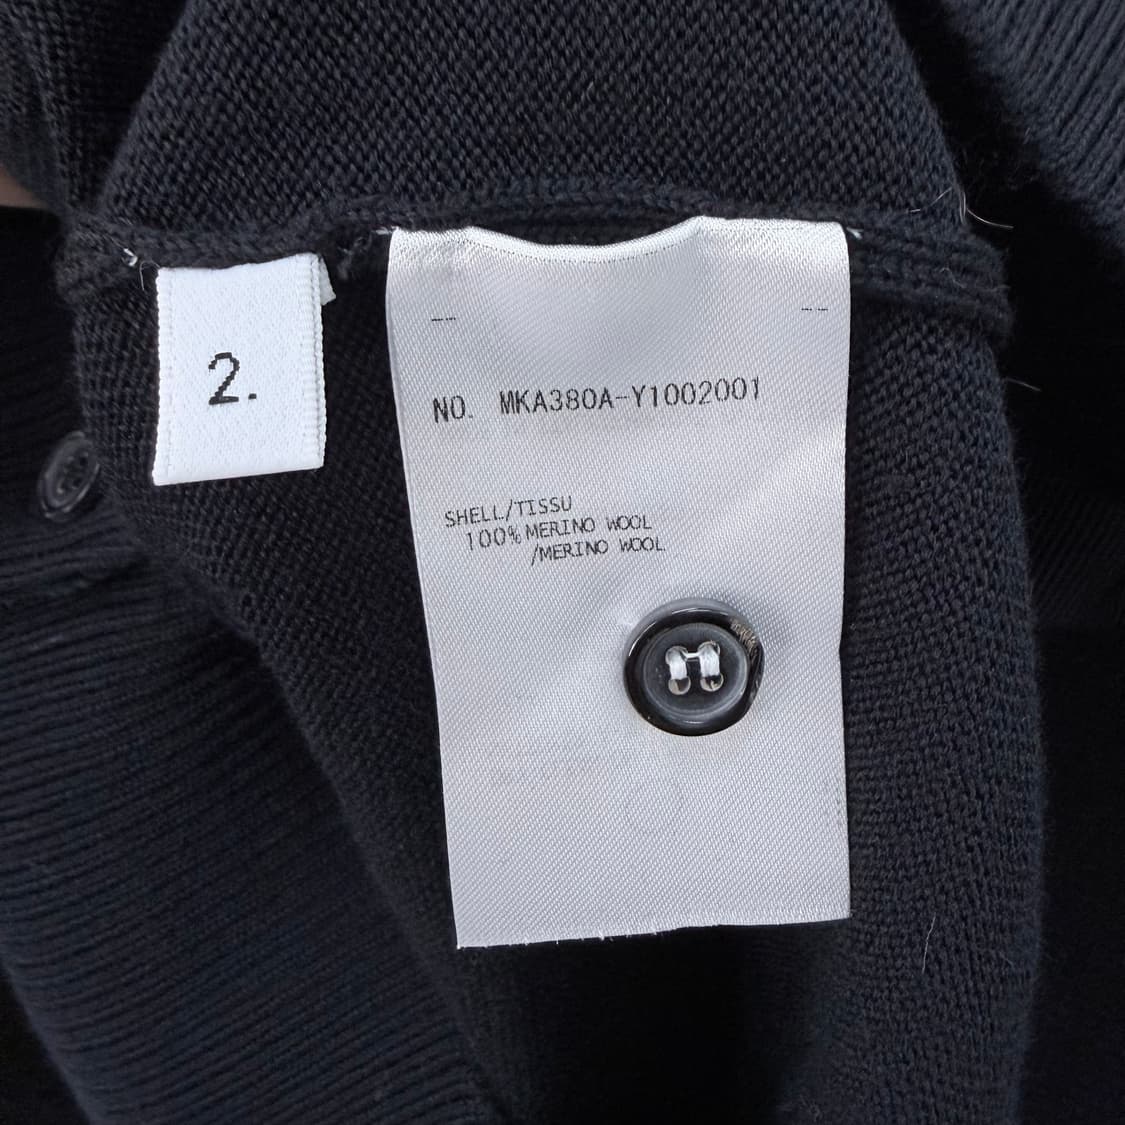 2.
NO. MKA380A-Y1002001
SHELL/TISSU
100% MERINO WOOL
/MERINO WOOL